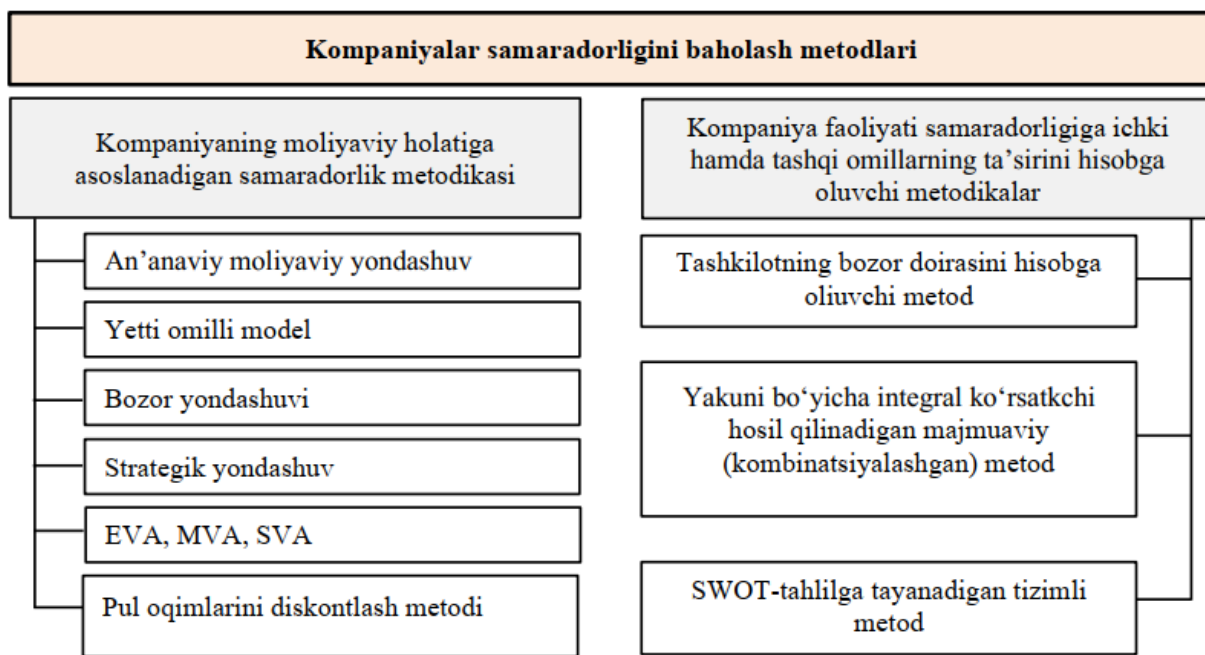 Kompaniyalar samaradorligini baholash metodlari
Kompaniyaning moliyaviy holatiga
asoslanadigan samaradorlik metodikasi
An’anaviy moliyaviy yondashuv
Yetti omilli model
Bozor yondashuvi
Strategik yondashuv
EVA, MVA, SVA
Pul oqimlarini diskontlash metodi
Kompaniya faoliyati samaradorligiga ichki
hamda tashqi omillarning ta’sirini hisobga
oluvchi metodikalar
Tashkilotning bozor doirasini hisobga
oliuvchi metod
Yakuni bo‘yicha integral ko‘rsatkchi
hosil qilinadigan majmuaviy
(kombinatsiyalashgan) metod
SWOT-tahlilga tayanadigan tizimli
metod